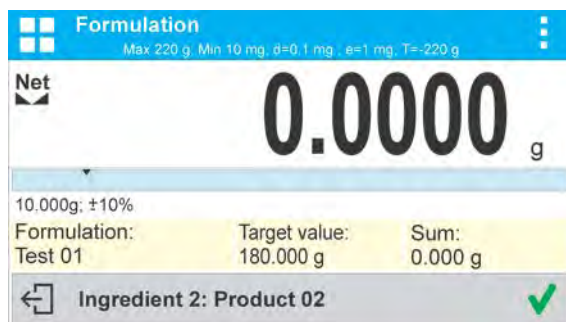 Formulation
Max 220 g. Min 10 mg. d=0.1 mg ; e=1 mg, T=-220 g
Net
0.0000 g
10.000g; ±10%
Formulation: Target value: Sum:
Test 01 180.000 g 0.000 g
Ingredient 2: Product 02